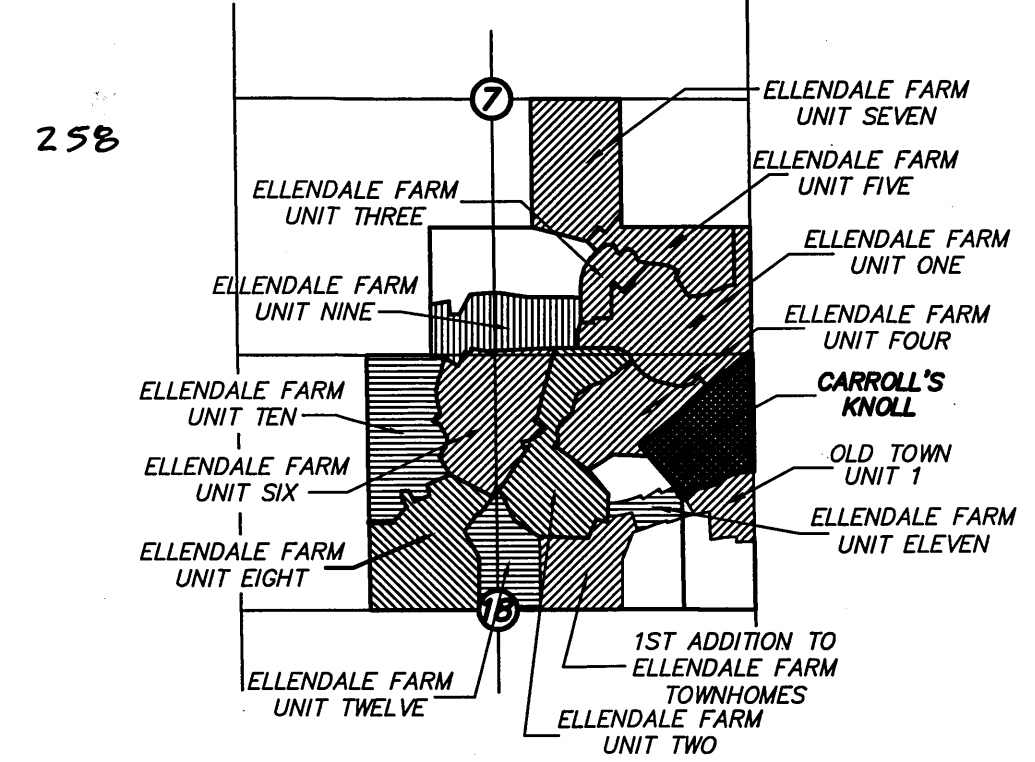 258
7
ELLENDALE FARM
UNIT SEVEN
ELLENDALE FARM
UNIT FIVE
ELLENDALE FARM
UNIT THREE
ELLENDALE FARM
UNIT ONE
ELLENDALE FARM
UNIT NINE
ELLENDALE FARM
UNIT FOUR
CARROLL'S
KNOLL
ELLENDALE FARM
UNIT TEN
OLD TOWN
UNIT 1
ELLENDALE FARM
UNIT SIX
ELLENDALE FARM
UNIT ELEVEN
ELLENDALE FARM
UNIT EIGHT
18
1ST ADDITION TO
ELLENDALE FARM
TOWNHOMES
ELLENDALE FARM
UNIT TWELVE
ELLENDALE FARM
UNIT TWO